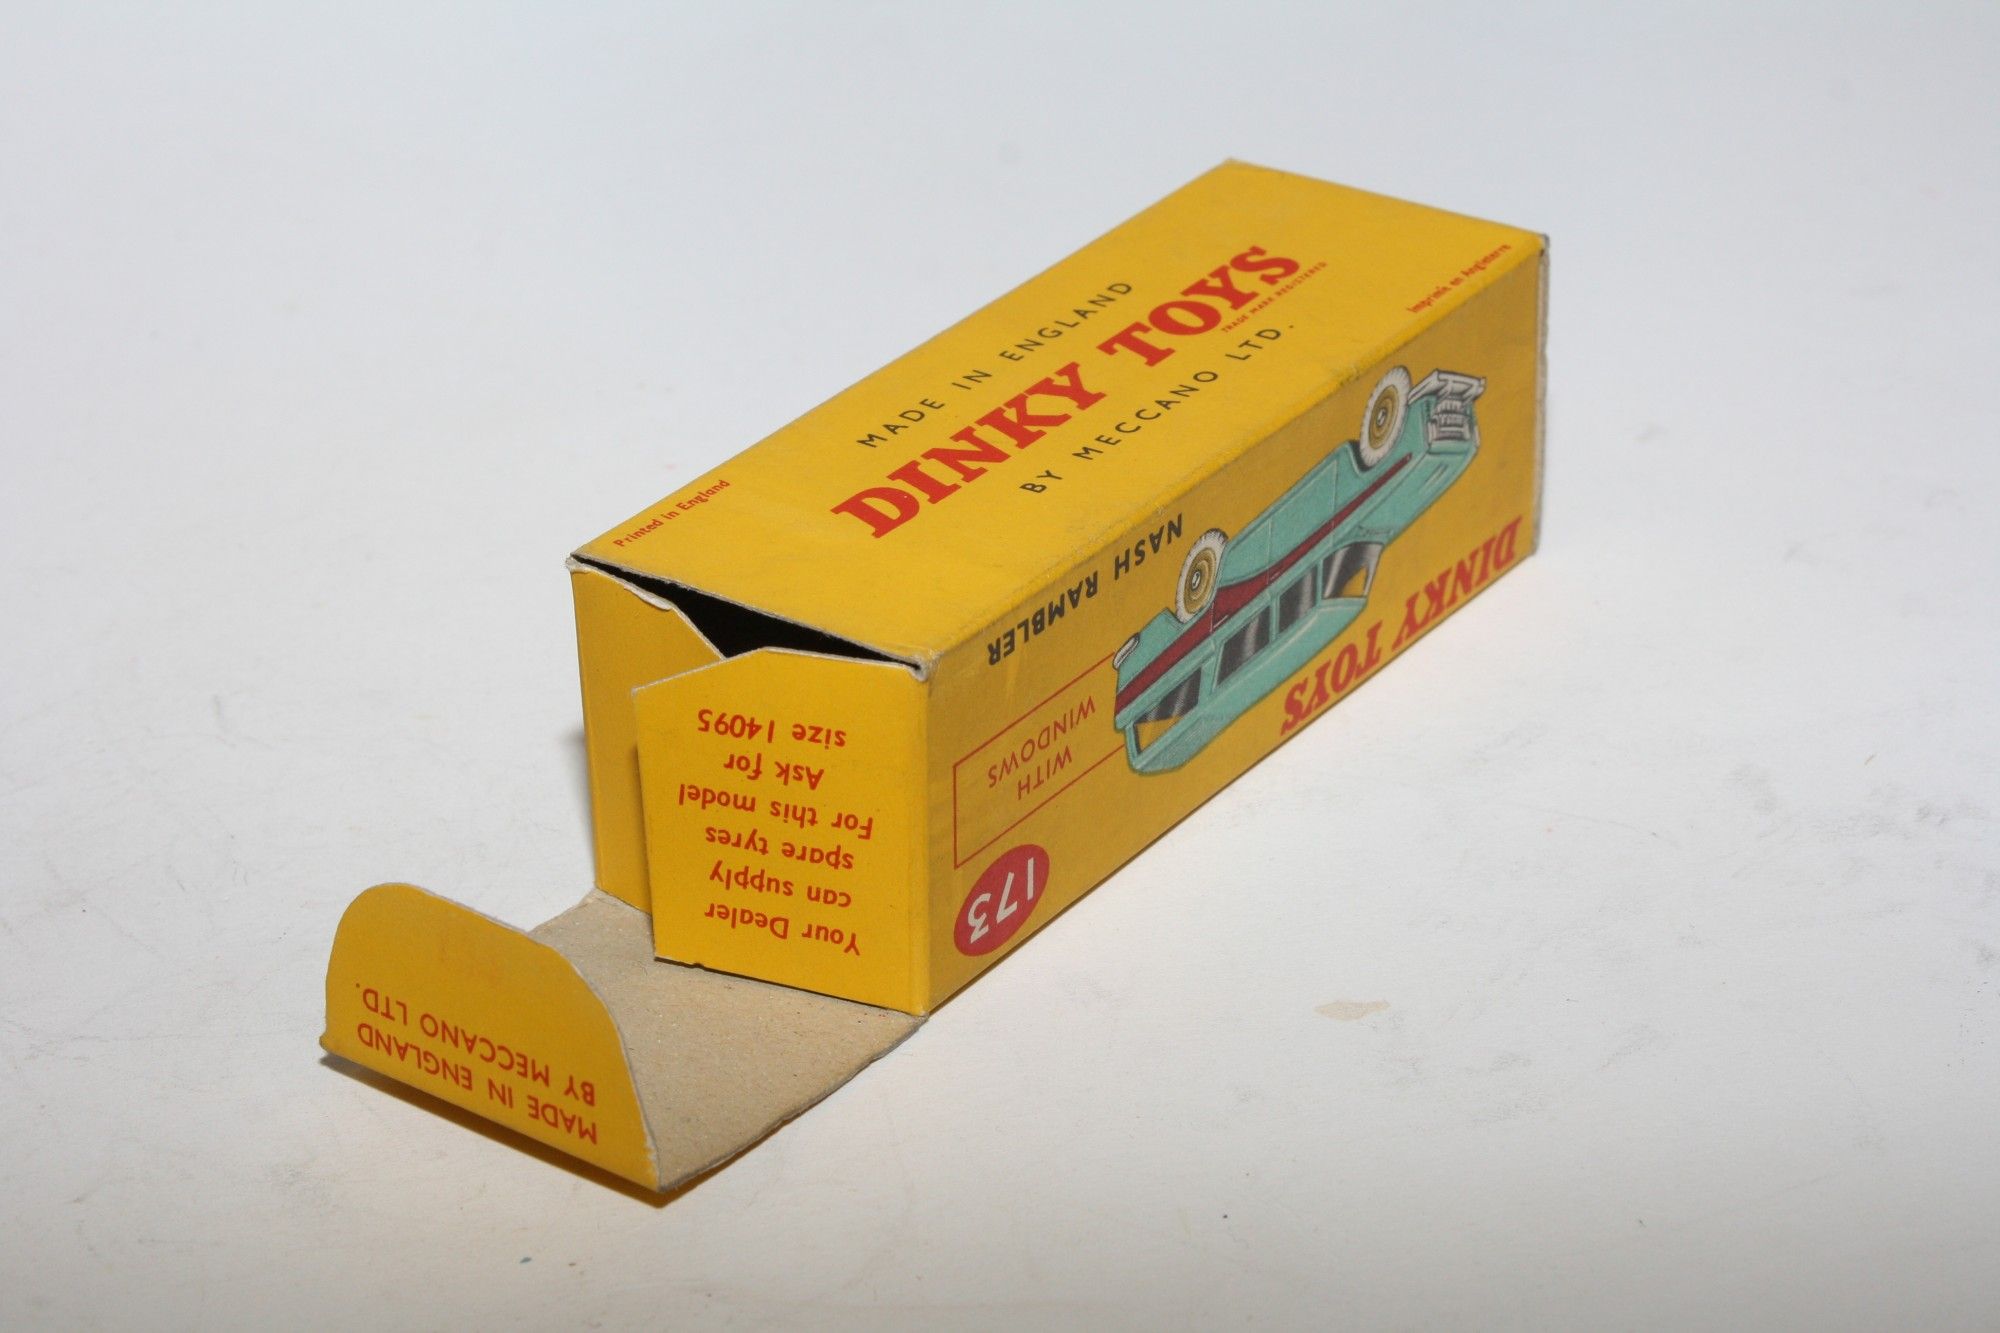 Printed in England
MADE IN ENGLAND
DINKY TOYS
TRADE MARK REGISTERED
BY MECCANO LTD.
Imprimé en Angleterre
NASH RAMBLER
WITH
WINDOWS
173
DINKY TOYS
Your Dealer
can supply
spare tyres
For this model
Ask for
size 14095
MADE IN ENGLAND
BY MECCANO LTD.